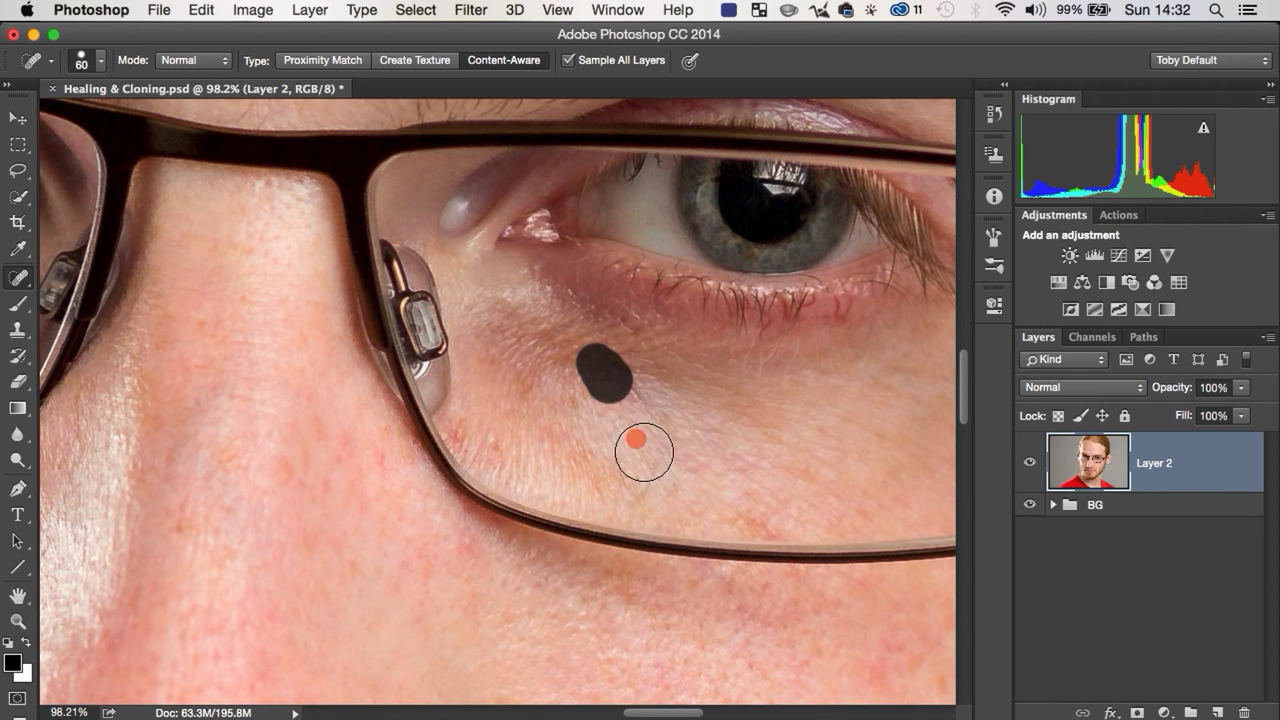 Photoshop File Edit Image Layer Type Select Filter 3D View Window Help 11 99% Sun 14:32
Adobe Photoshop CC 2014
60 Mode: Normal Type: Proximity Match Create Texture Content-Aware Sample All Layers Toby Default
× Healing & Cloning.psd @ 98.2% (Layer 2, RGB/8) *
Histogram
Adjustments Actions
Add an adjustment
Layers Channels Paths
Kind
Normal Opacity: 100%
Lock: Fill: 100%
Layer 2
BG
98.21% Doc: 63.3M/195.8M